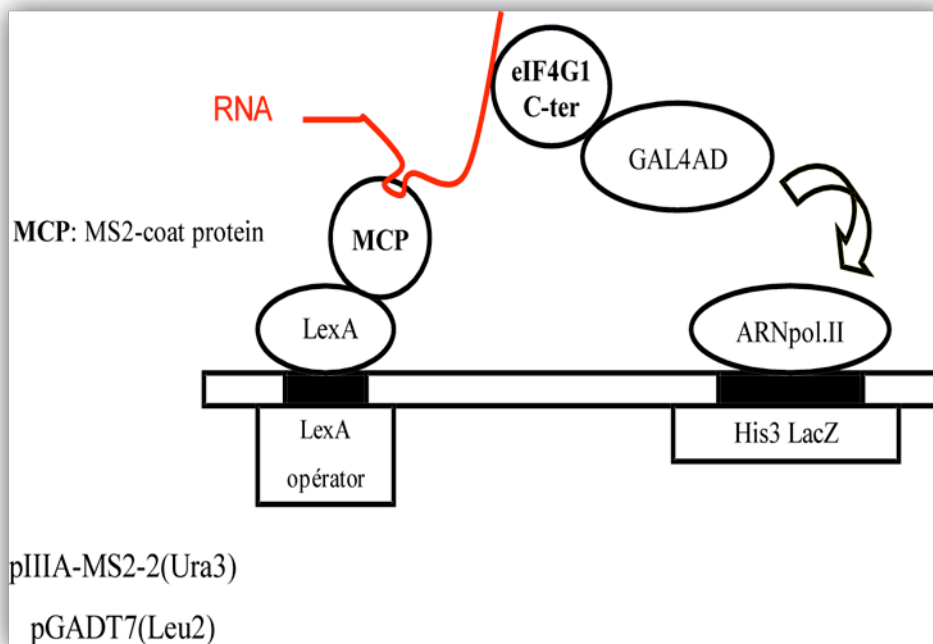 eIF4G1
C-ter
RNA
GAL4AD
MCP: MS2-coat protein
MCP
LexA
ARNpol.II
LexA
opérator
His3 LacZ
pIIIA-MS2-2(Ura3)
pGADT7(Leu2)